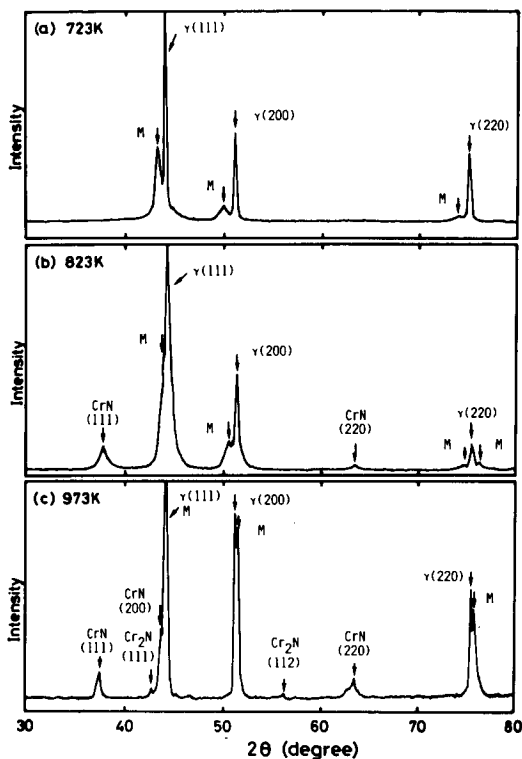 (a) 723K
γ(111)
M
γ(200)
M
γ(220)
M
Intensity
(b) 823K
γ(111)
M
γ(200)
CrN
(111)
M
CrN
(220)
γ(220)
M
M
Intensity
(c) 973K
γ(111)
M
γ(200)
M
CrN
(200)
CrN
(111)
Cr₂N
(111)
Cr₂N
(112)
CrN
(220)
γ(220)
M
Intensity
30 40 50 60 70 80
2θ (degree)